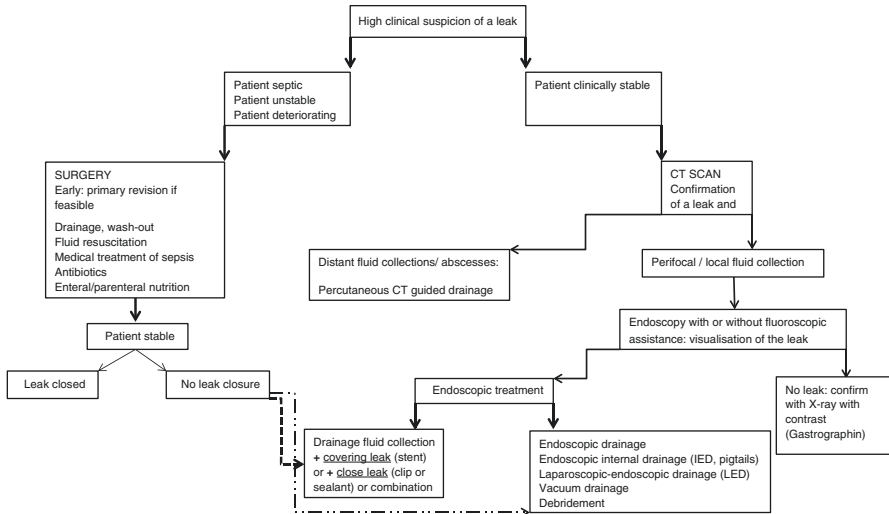 High clinical suspicion of a leak
Patient septic
Patient unstable
Patient deteriorating
Patient clinically stable
SURGERY
Early: primary revision if
feasible
Drainage, wash-out
Fluid resuscitation
Medical treatment of sepsis
Antibiotics
Enteral/parenteral nutrition
CT SCAN
Confirmation
of a leak and
Distant fluid collections/ abscesses:
Percutaneous CT guided drainage
Perifocal / local fluid collection
Patient stable
Endoscopy with or without fluoroscopic
assistance: visualisation of the leak
Leak closed
No leak closure
Endoscopic treatment
No leak: confirm
with X-ray with
contrast
(Gastrographin)
Drainage fluid collection
+ covering leak (stent)
or + close leak (clip or
sealant) or combination
Endoscopic drainage
Endoscopic internal drainage (IED, pigtails)
Laparoscopic-endoscopic drainage (LED)
Vacuum drainage
Debridement